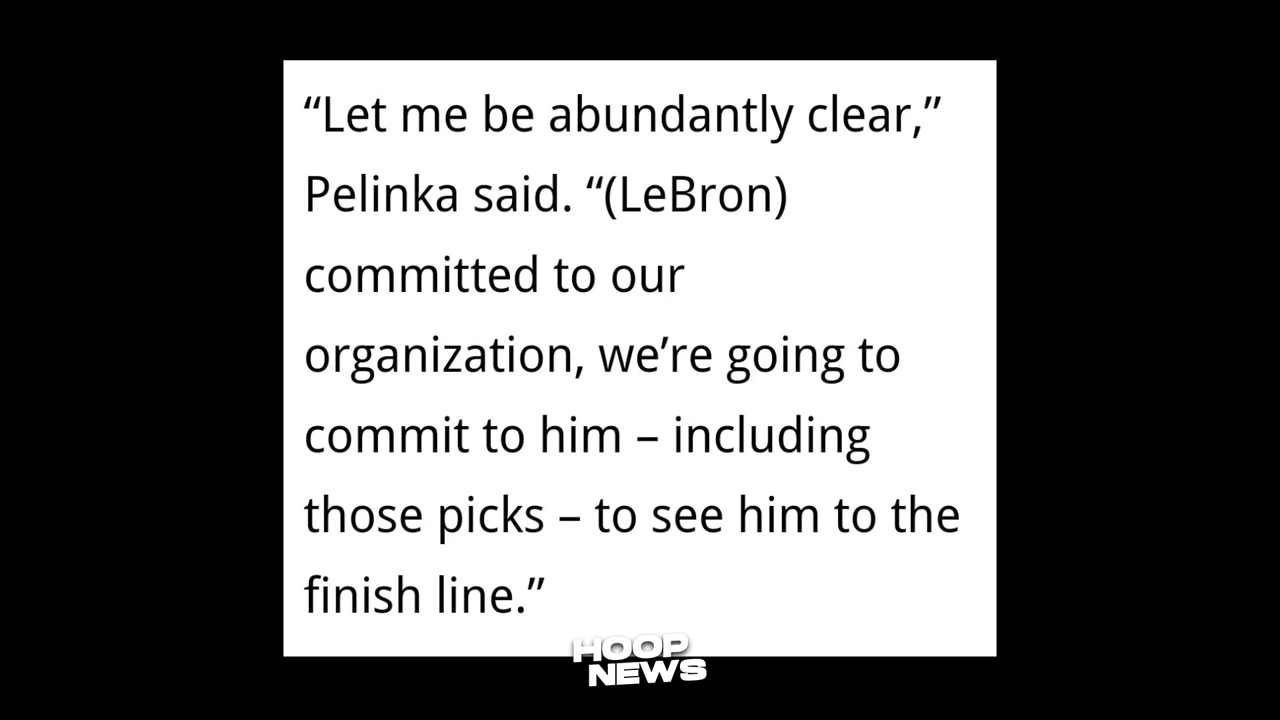 “Let me be abundantly clear,”
Pelinka said. “(LeBron)
committed to our
organization, we’re going to
commit to him – including
those picks – to see him to the
finish line.”
HOOP
NEWS